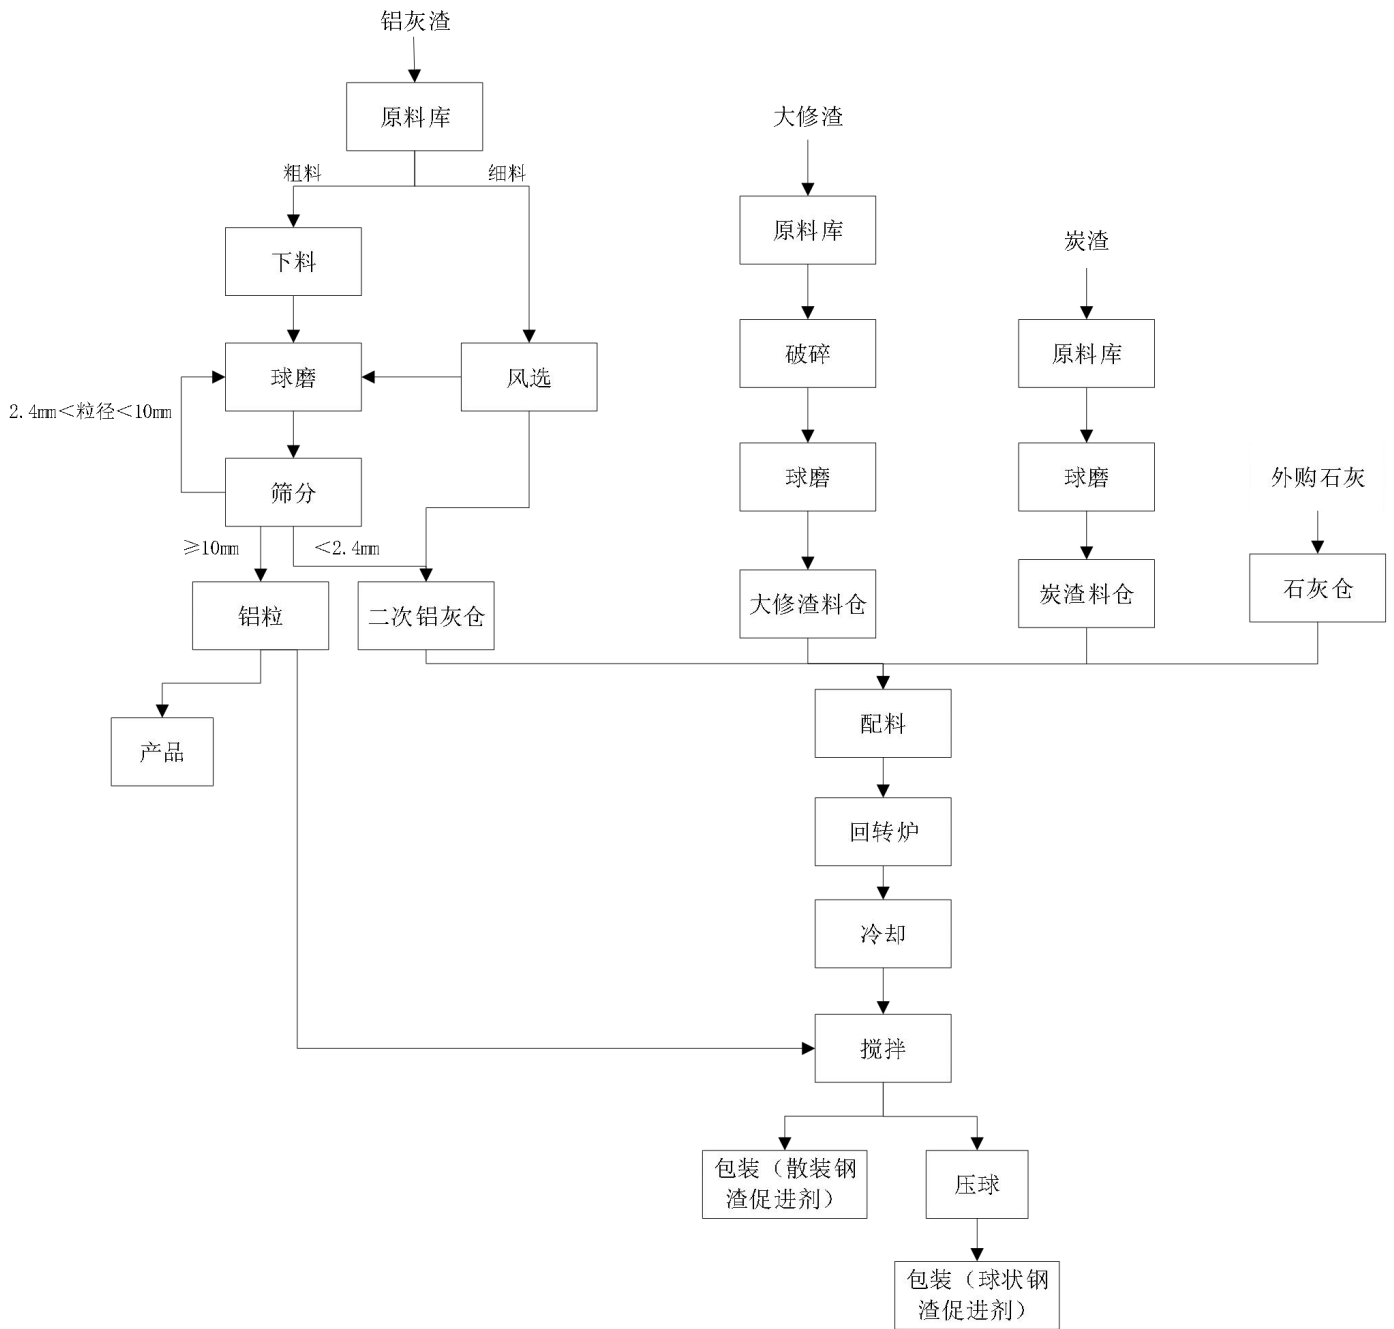 铝灰渣
原料库
大修渣
粗料
细料
原料库
炭渣
下料
破碎
原料库
球磨
风选
2.4mm＜粒径＜10mm
筛分
球磨
球磨
外购石灰
≥10mm
＜2.4mm
铝粒
二次铝灰仓
大修渣料仓
炭渣料仓
石灰仓
配料
产品
回转炉
冷却
搅拌
包装（散装钢
渣促进剂）
压球
包装（球状钢
渣促进剂）